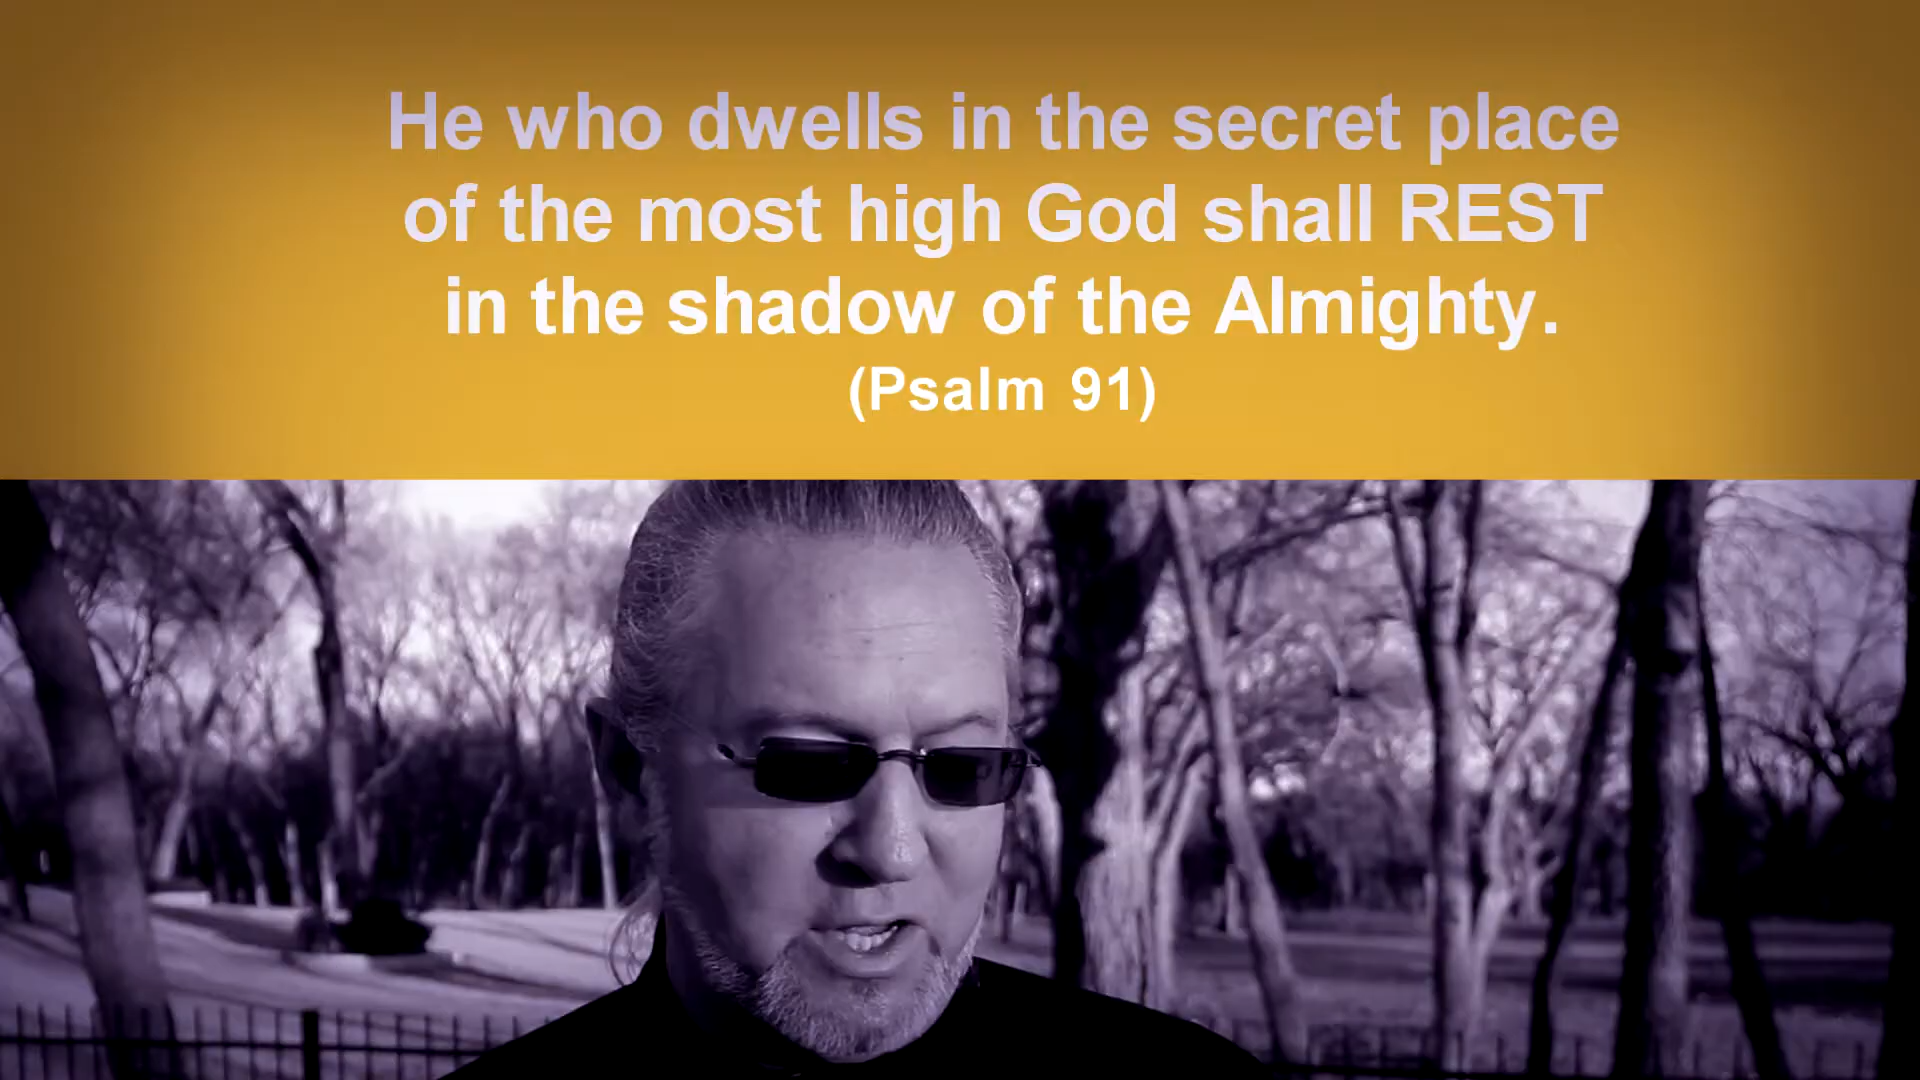 He who dwells in the secret place
of the most high God shall REST
in the shadow of the Almighty.
(Psalm 91)